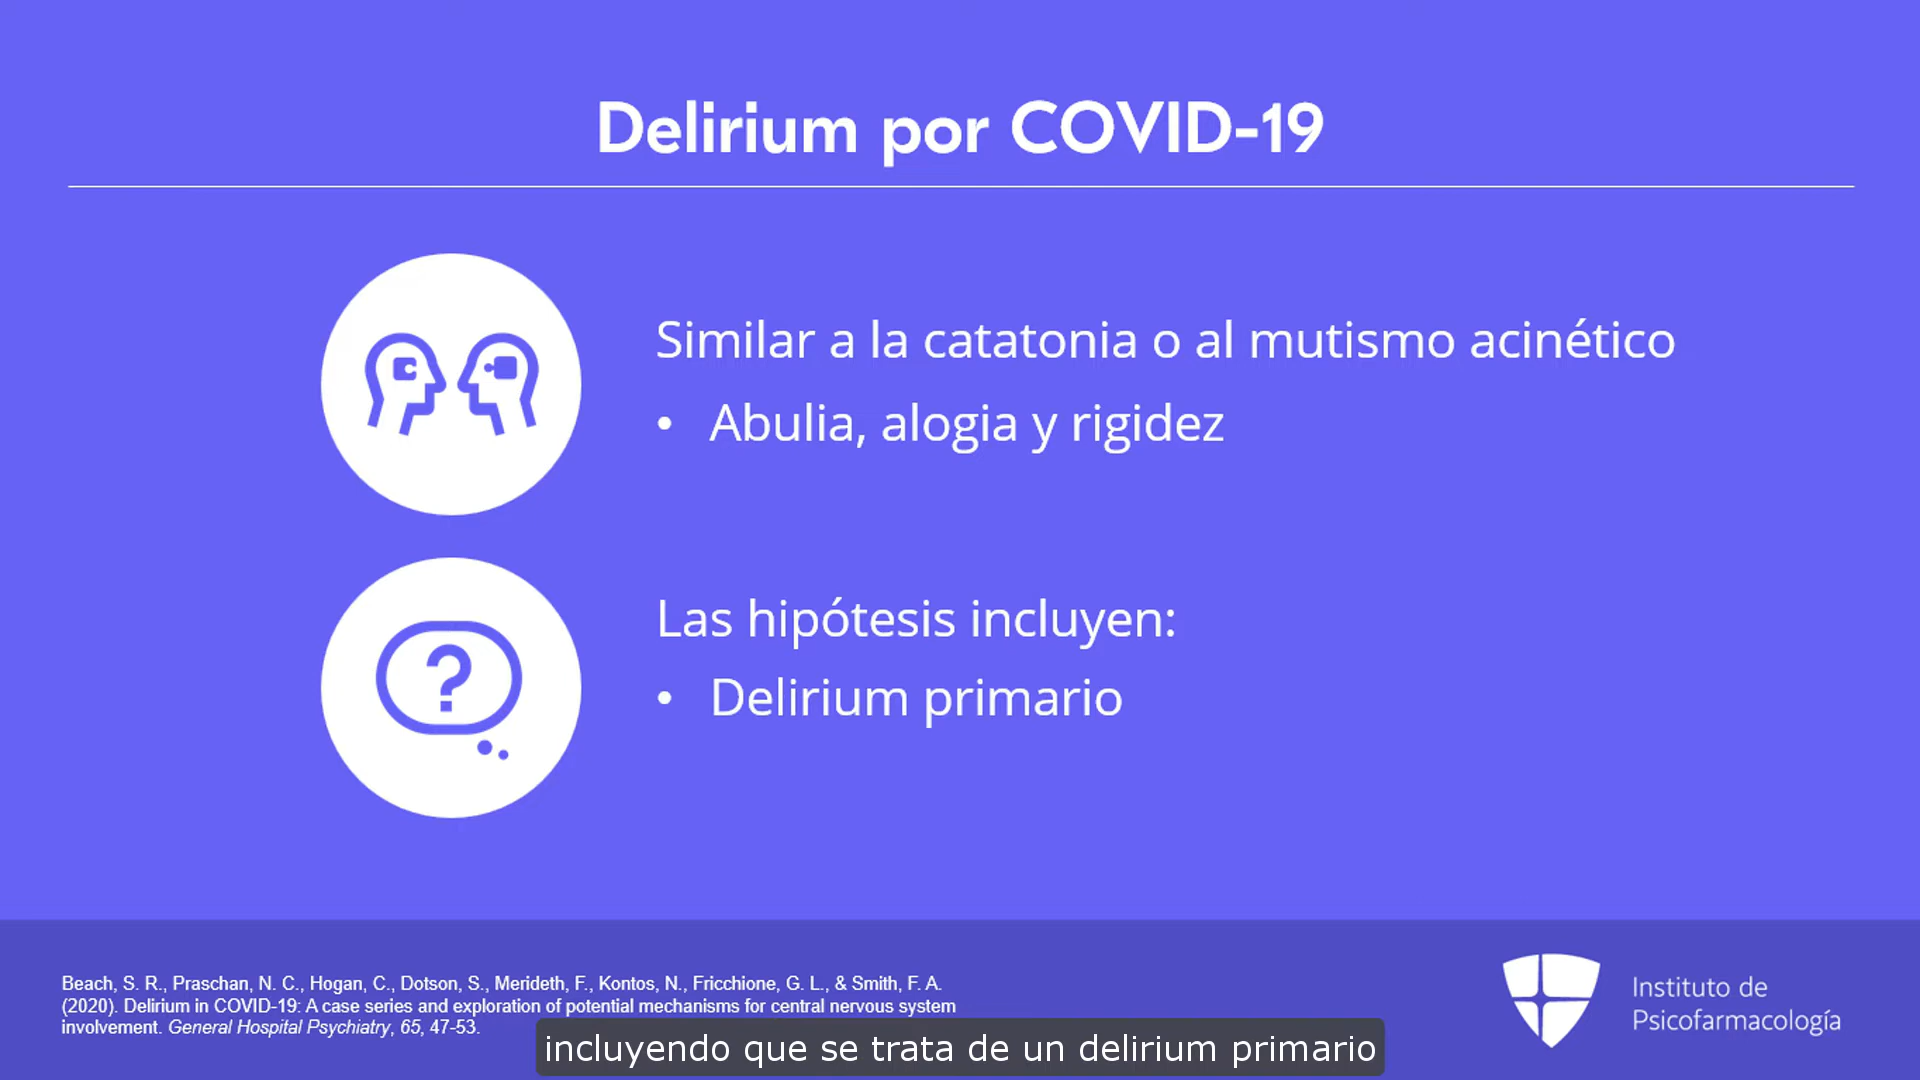 Delirium por COVID-19
Similar a la catatonia o al mutismo acinético
• Abulia, alogia y rigidez
?
Las hipótesis incluyen:
• Delirium primario
Beach, S. R., Praschan, N. C., Hogan, C., Dotson, S., Merideth, F., Kontos, N., Fricchione, G. L., & Smith, F. A.
(2020). Delirium in COVID-19: A case series and exploration of potential mechanisms for central nervous system
involvement. General Hospital Psychiatry, 65, 47-53.
Instituto de
Psicofarmacología
incluyendo que se trata de un delirium primario